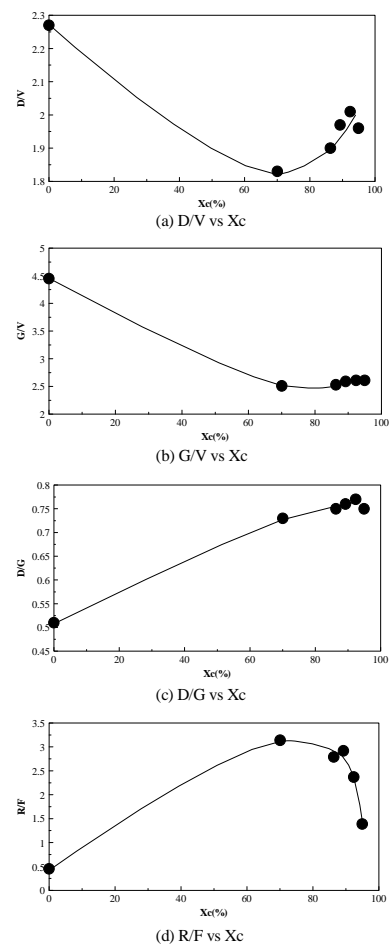 2.3
2.2
2.1
2
1.9
1.8
D/V
0 20 40 60 80 100
Xc(%)
(a) D/V vs Xc
5
4.5
4
3.5
3
2.5
2
G/V
0 20 40 60 80 100
Xc(%)
(b) G/V vs Xc
0.8
0.75
0.7
0.65
0.6
0.55
0.5
0.45
D/G
0 20 40 60 80 100
Xc(%)
(c) D/G vs Xc
3.5
3
2.5
2
1.5
1
0.5
0
R/F
0 20 40 60 80 100
Xc(%)
(d) R/F vs Xc